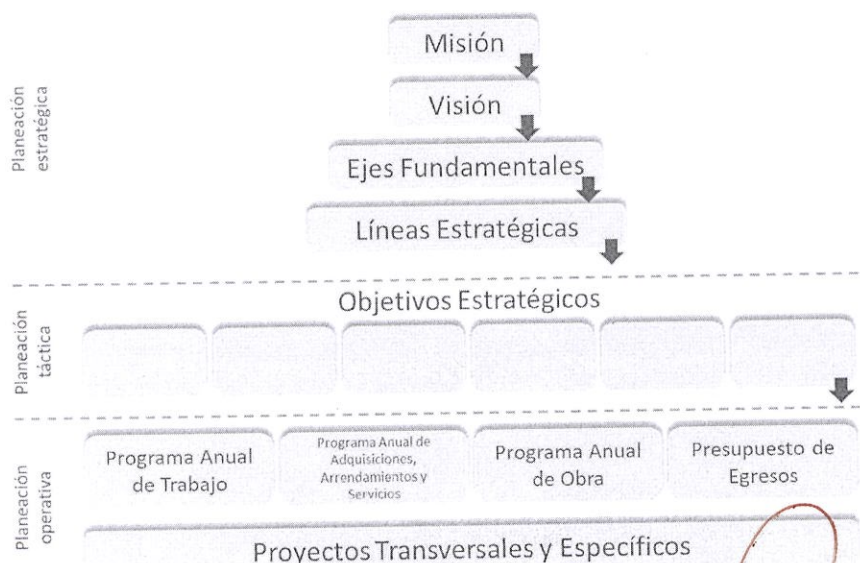 Planeación
estratégica
Misión
Visión
Ejes Fundamentales
Líneas Estratégicas
Planeación
táctica
Objetivos Estratégicos
Planeación
operativa
Programa Anual
de Trabajo
Programa Anual de
Adquisiciones,
Arrendamientos y
Servicios
Programa Anual
de Obra
Presupuesto de
Egresos
Proyectos Transversales y Específicos